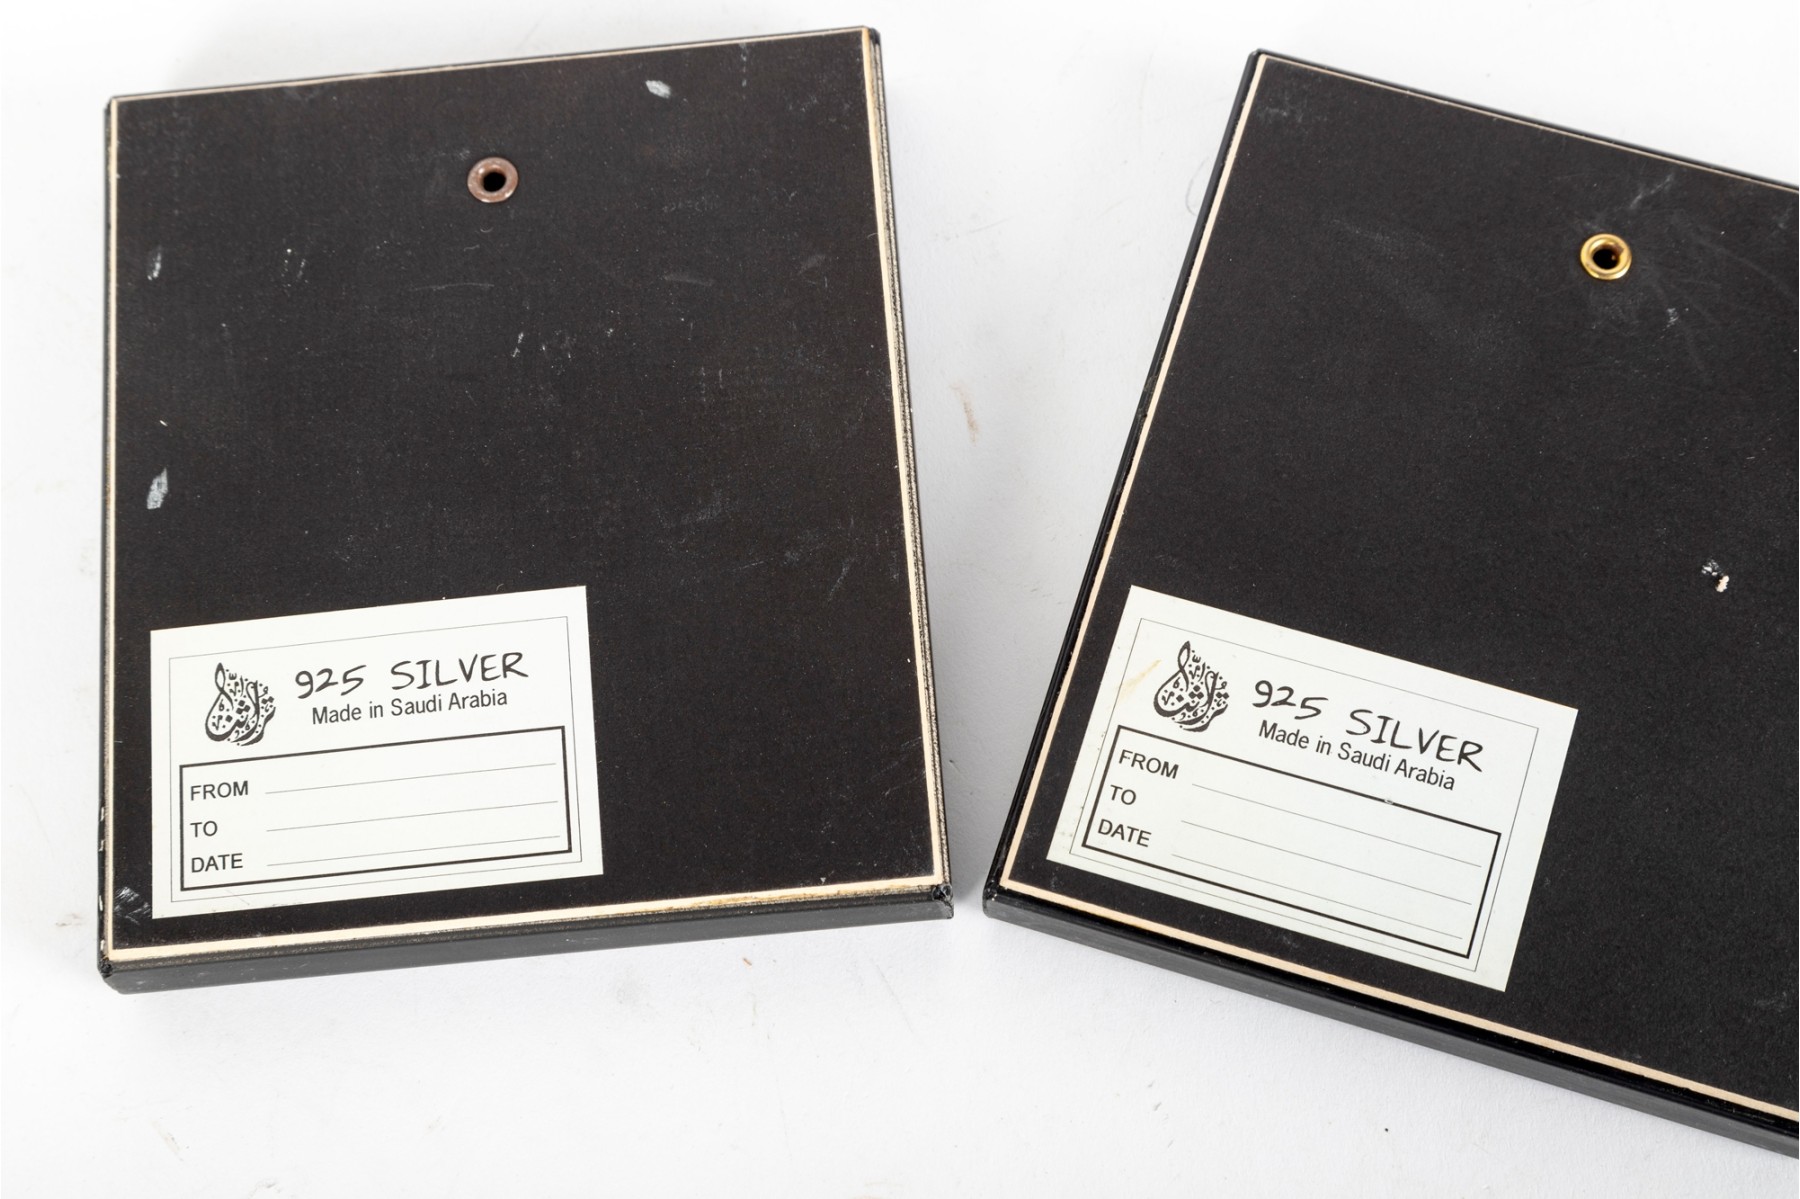 925 SILVER
Made in Saudi Arabia
FROM
TO
DATE
925 SILVER
Made in Saudi Arabia
FROM
TO
DATE